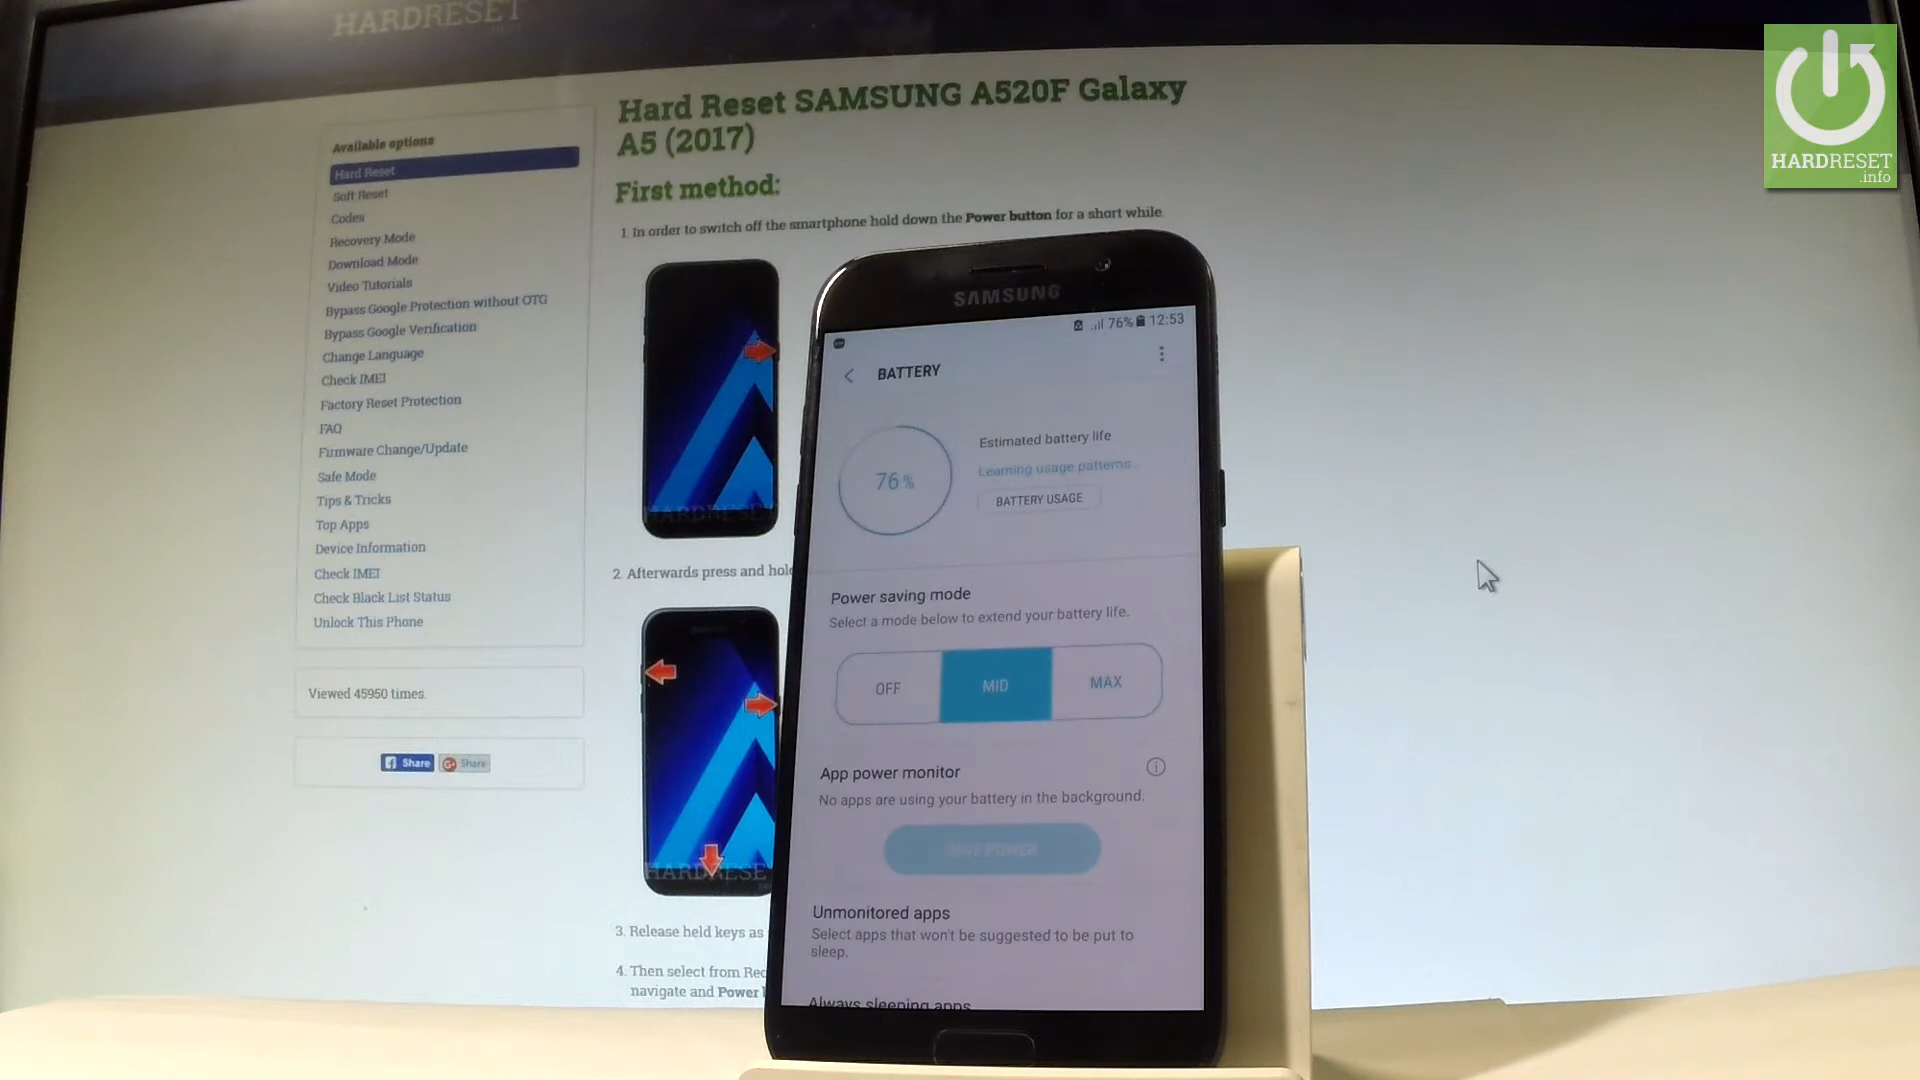 HARDRESET
HARDRESET
.info
Available options
Hard Reset
Soft Reset
Codes
Recovery Mode
Download Mode
Video Tutorials
Bypass Google Protection without OTG
Bypass Google Verification
Change Language
Check IMEI
Factory Reset Protection
FAQ
Firmware Change/Update
Safe Mode
Tips & Tricks
Top Apps
Device Information
Check IMEI
Check Black List Status
Unlock This Phone
Viewed 45950 times.
Share
Share
Hard Reset SAMSUNG A520F Galaxy
A5 (2017)
First method:
1. In order to switch off the smartphone hold down the Power button for a short while.
HARDRESE
2. Afterwards press and hold
HARDRESE
3. Release held keys as
4. Then select from Rec
navigate and Power
SAMSUNG
76% 12:53
BATTERY
76%
Estimated battery life
Learning usage patterns...
BATTERY USAGE
Power saving mode
Select a mode below to extend your battery life.
OFF
MID
MAX
App power monitor
No apps are using your battery in the background.
SAVE POWER
Unmonitored apps
Select apps that won't be suggested to be put to
sleep.
Always sleeping apps